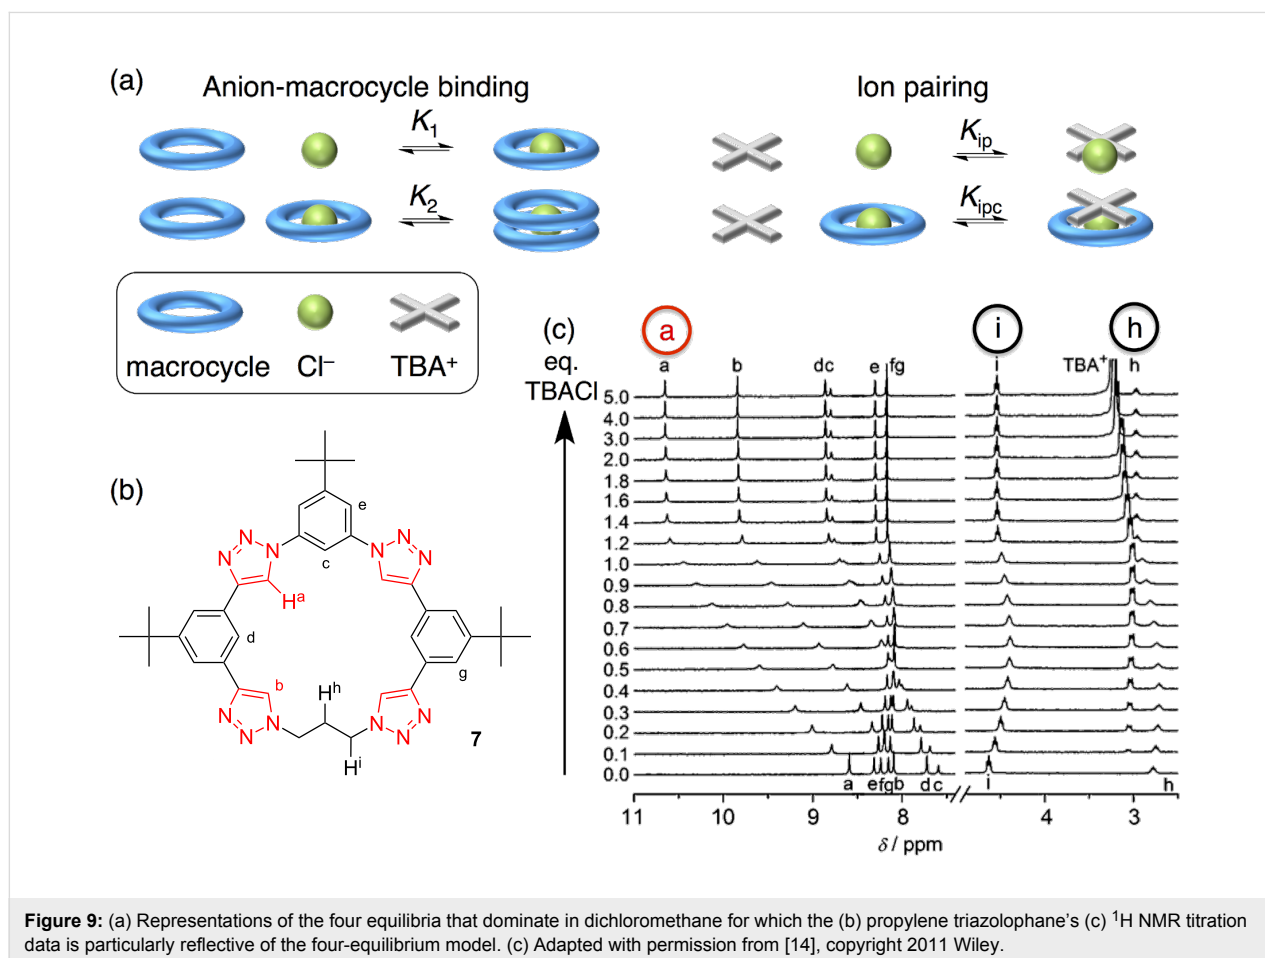 (a)
Anion-macrocycle binding
Ion pairing
K1
Kip
K2
Kipc
macrocycle Cl– TBA+
(c)
eq.
TBACl
a i h
a b dc e fg i TBA+ h
5.0
4.0
3.0
2.0
1.8
1.6
1.4
1.2
1.0
0.9
0.8
0.7
0.6
0.5
0.4
0.3
0.2
0.1
0.0
a e f g b d c i h
11 10 9 8 4 3
δ / ppm
(b)
e
N N N N N N
c
Ha
d
g
b
Hh
N N N N N N
7
Hi
Figure 9: (a) Representations of the four equilibria that dominate in dichloromethane for which the (b) propylene triazolophane's (c) 1H NMR titration
data is particularly reflective of the four-equilibrium model. (c) Adapted with permission from [14], copyright 2011 Wiley.